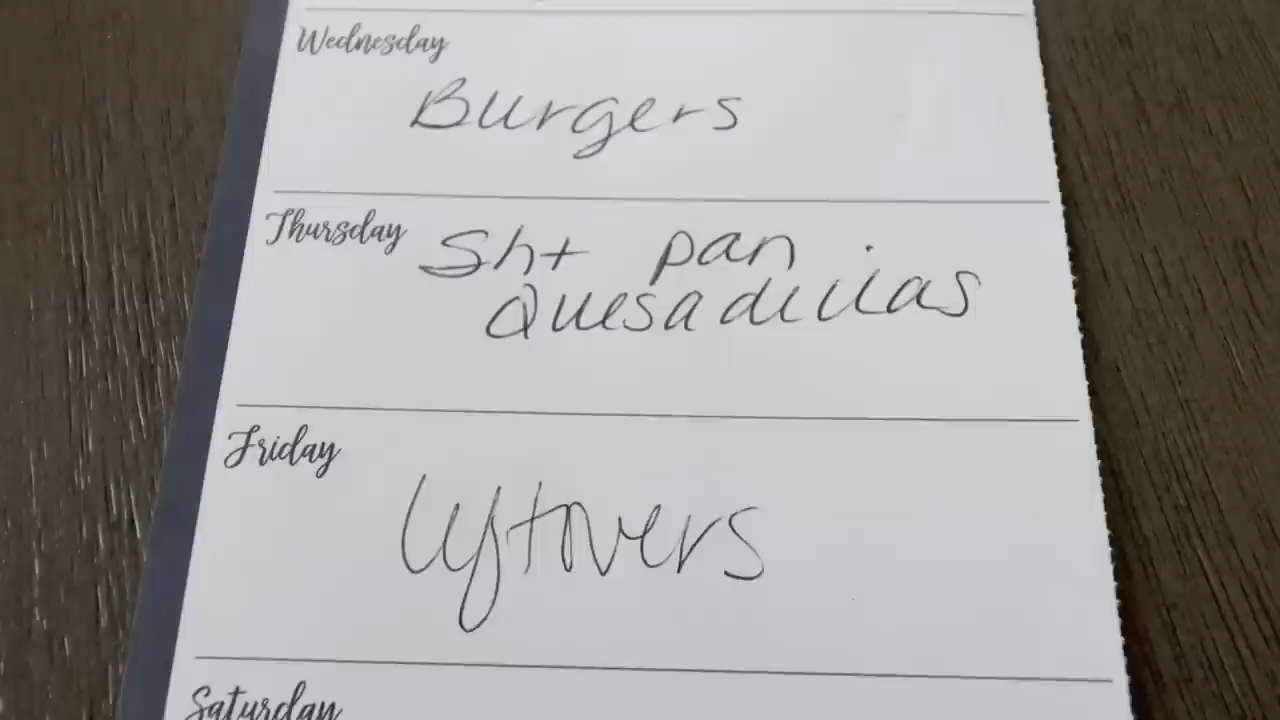 Wednesday
Burgers
Thursday
Sht pan
Quesadillas
Friday
Leftovers
Saturday